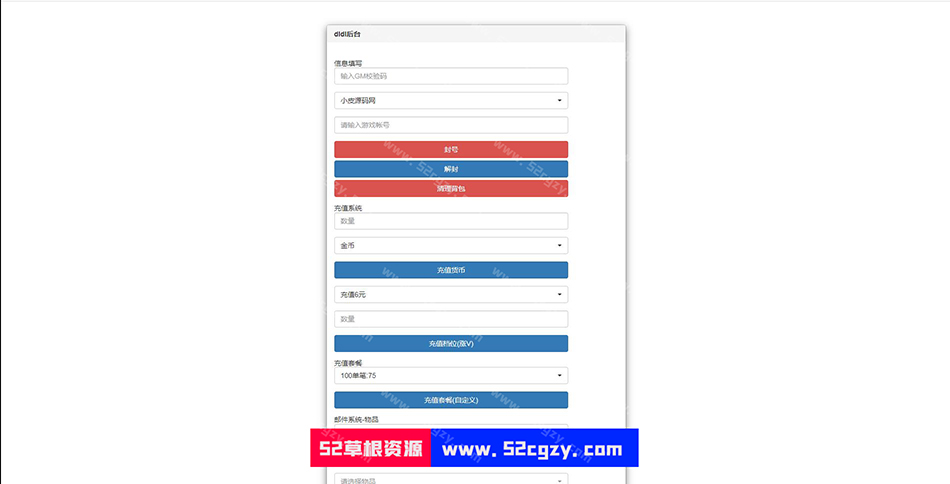 didi后台
信息填写
输入GM校验码
小皮源码网
请输入游戏帐号
封号
解封
清理背包
充值系统
数量
金币
充值货币
充值6元
数量
充值档位(涨V)
充值套餐
100单笔:75
充值套餐(自定义)
邮件系统-物品
52草根资源 www.52cgzy.com
请选择物品
www.52cgzy.com